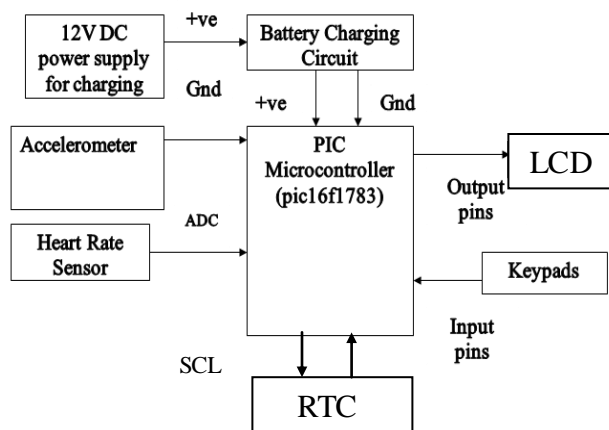 12V DC
power supply
for charging
+ve
Gnd
Battery Charging
Circuit
+ve
Gnd
Accelerometer
PIC
Microcontroller
(pic16f1783)
LCD
Output
pins
ADC
Heart Rate
Sensor
Keypads
Input
pins
SCL
RTC